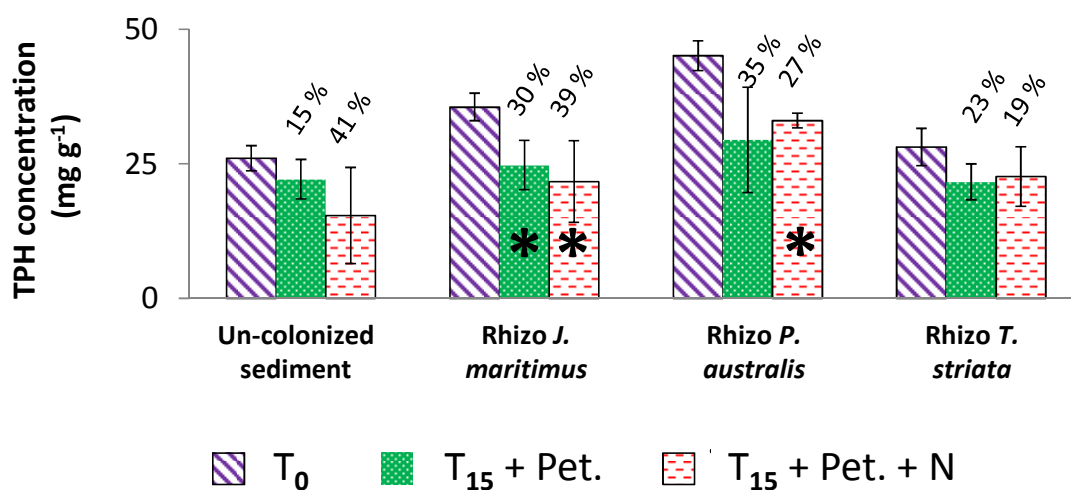 TPH concentration
(mg g-1)
50
25
0
15 %
41 %
30 %
39 %
35 %
27 %
23 %
19 %
* * *
Un-colonized
sediment
Rhizo J.
maritimus
Rhizo P.
australis
Rhizo T.
striata
T0
T15 + Pet.
T15 + Pet. + N